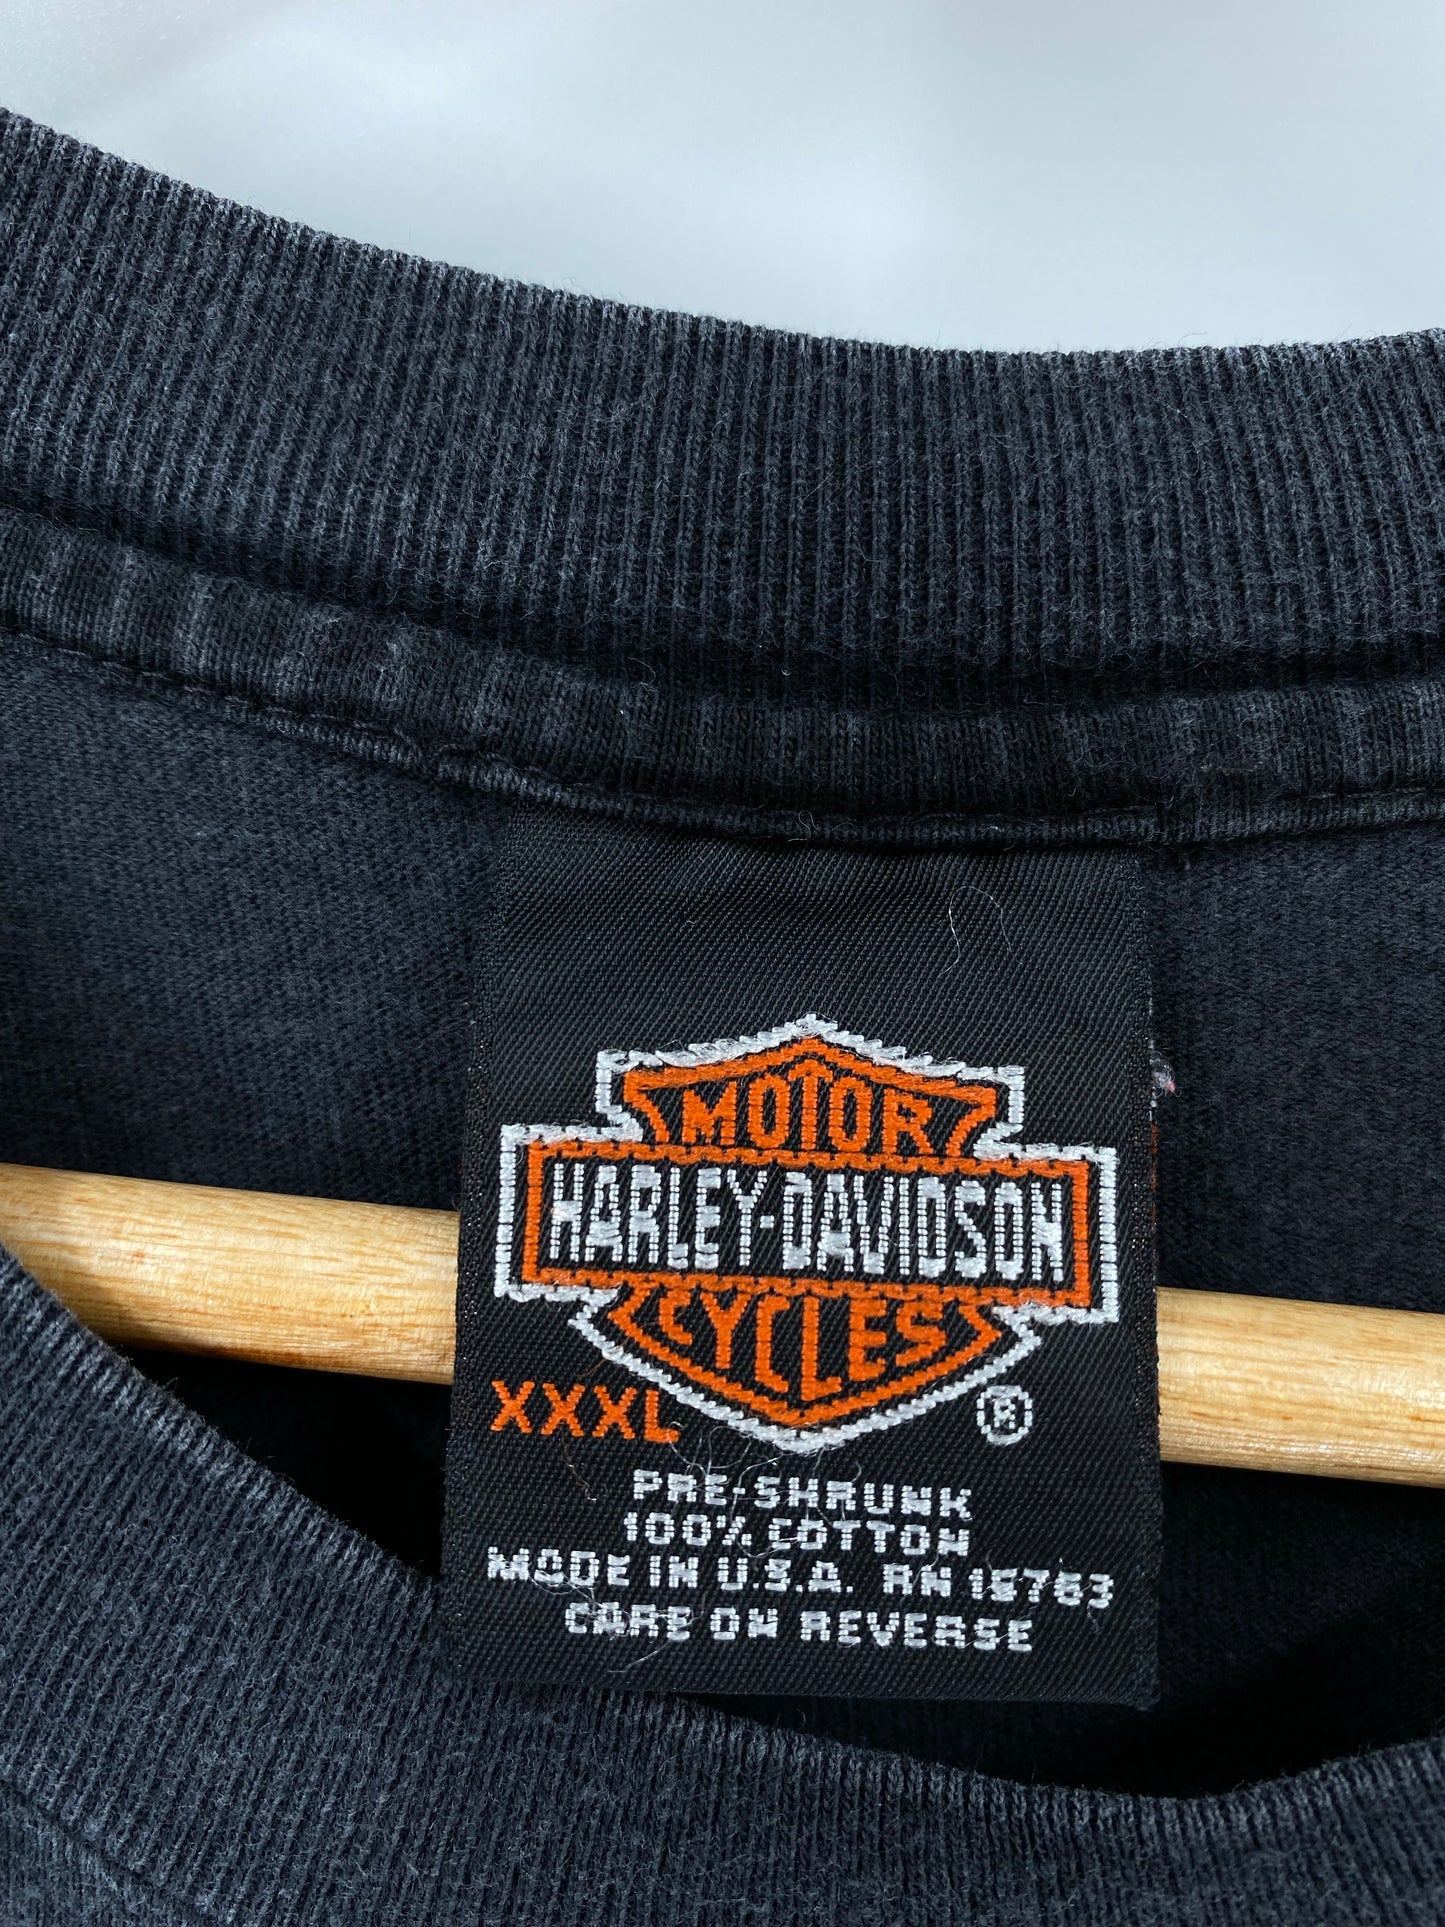 MOTOR
HARLEY-DAVIDSON
CYCLES
XXXL ®
PRE-SHRUNK
100% COTTON
MADE IN U.S.A. RN 15763
CARE ON REVERSE